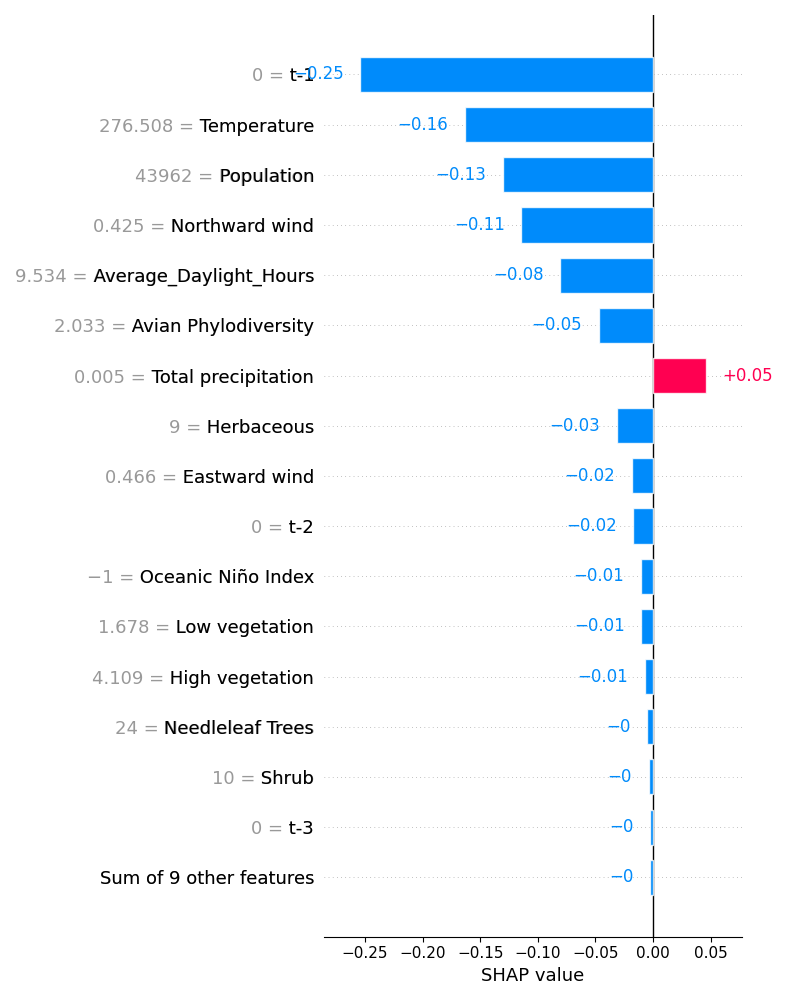 0 = t-1 −0.25
276.508 = Temperature −0.16
43962 = Population −0.13
0.425 = Northward wind −0.11
9.534 = Average_Daylight_Hours −0.08
2.033 = Avian Phylodiversity −0.05
0.005 = Total precipitation +0.05
9 = Herbaceous −0.03
0.466 = Eastward wind −0.02
0 = t-2 −0.02
−1 = Oceanic Niño Index −0.01
1.678 = Low vegetation −0.01
4.109 = High vegetation −0.01
24 = Needleleaf Trees −0
10 = Shrub −0
0 = t-3 −0
Sum of 9 other features −0
−0.25 −0.20 −0.15 −0.10 −0.05 0.00 0.05
SHAP value